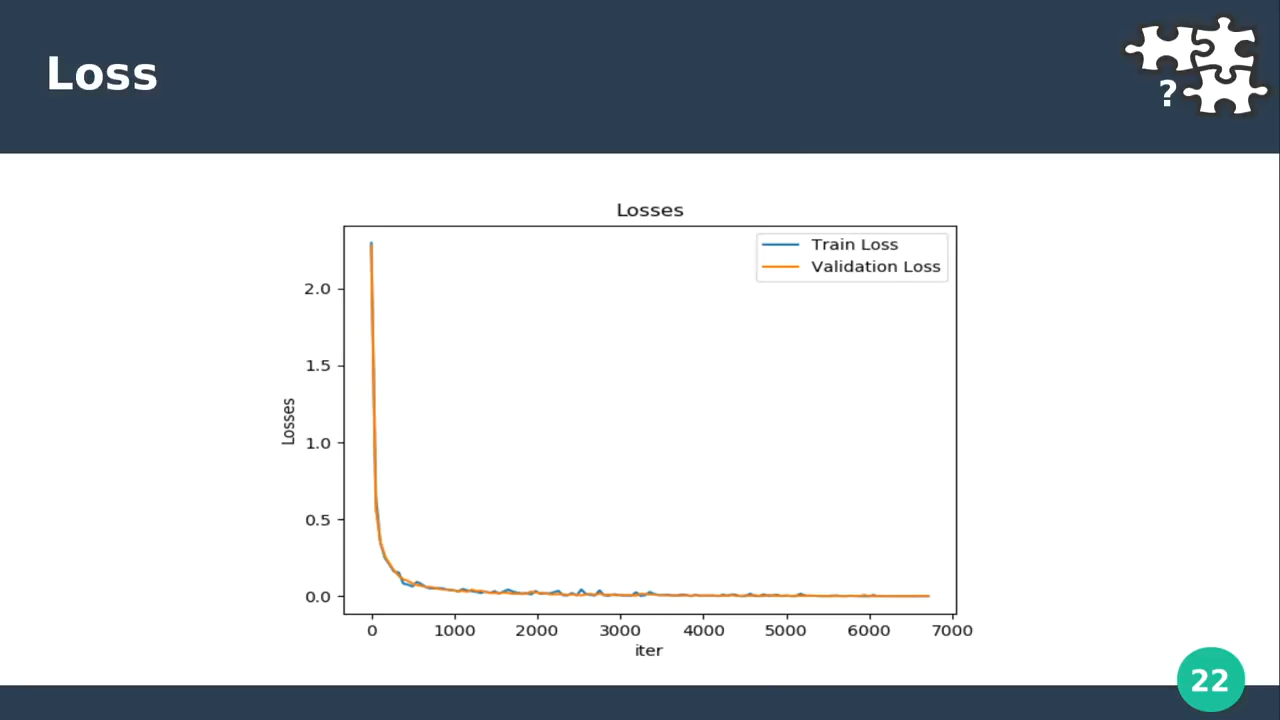 Loss
?
Losses
Train Loss
Validation Loss
2.0
1.5
1.0
0.5
0.0
Losses
0 1000 2000 3000 4000 5000 6000 7000
iter
22